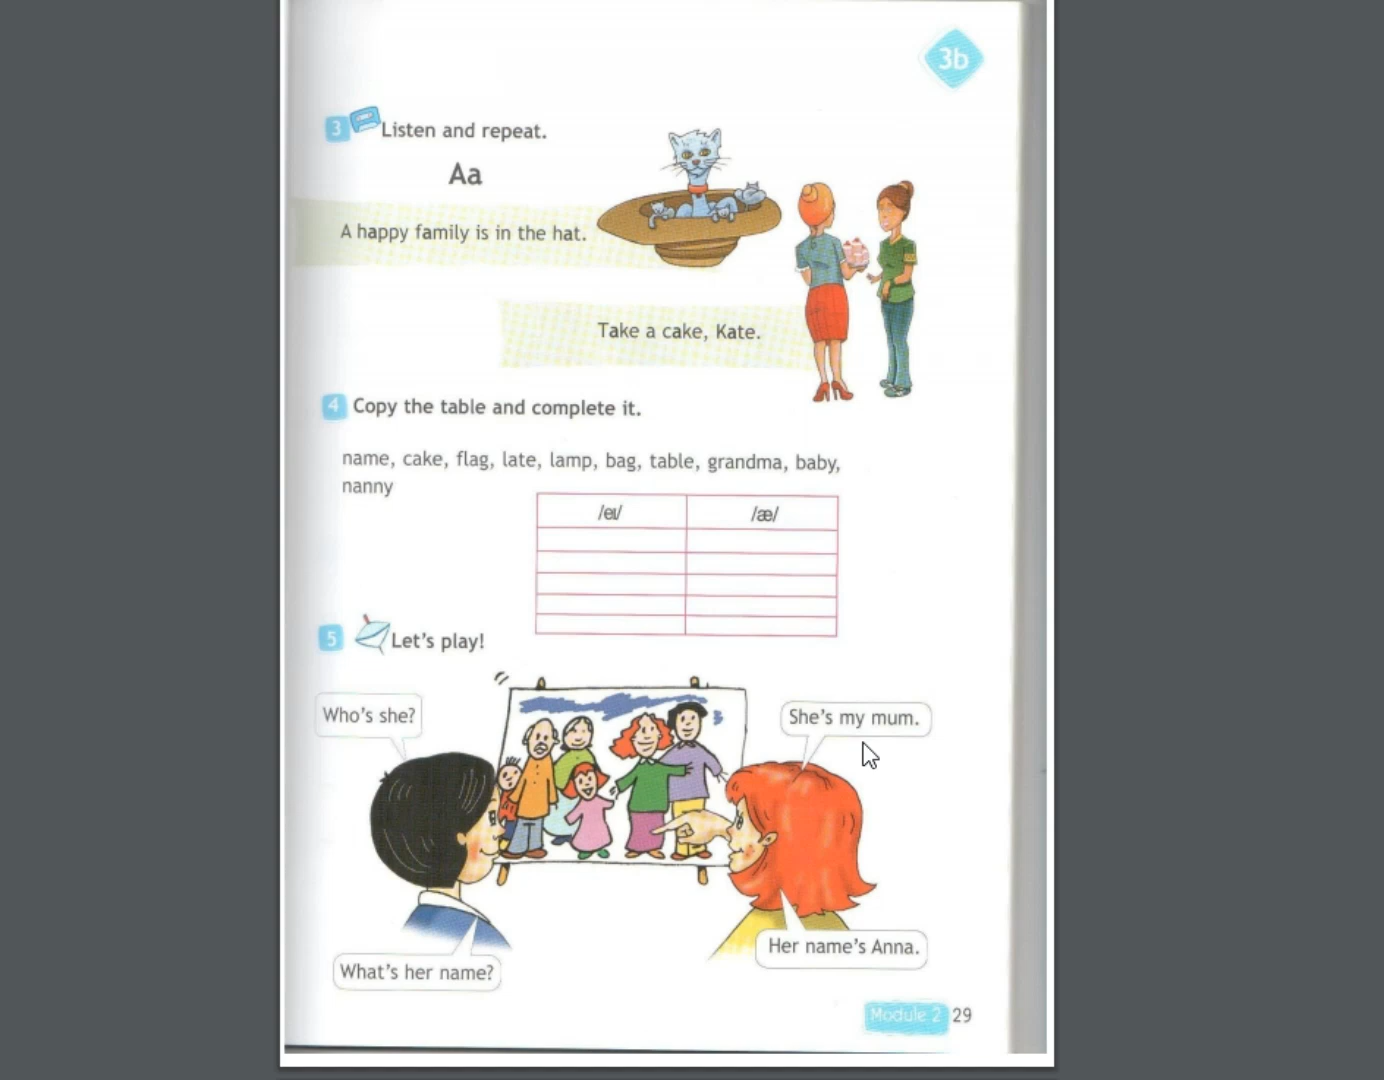 3b
3 Listen and repeat.
Aa
A happy family is in the hat.
Take a cake, Kate.
4 Copy the table and complete it.
name, cake, flag, late, lamp, bag, table, grandma, baby,
nanny
/eɪ/ /æ/
5 Let's play!
Who's she?
She's my mum.
What's her name?
Her name's Anna.
Module 2 29